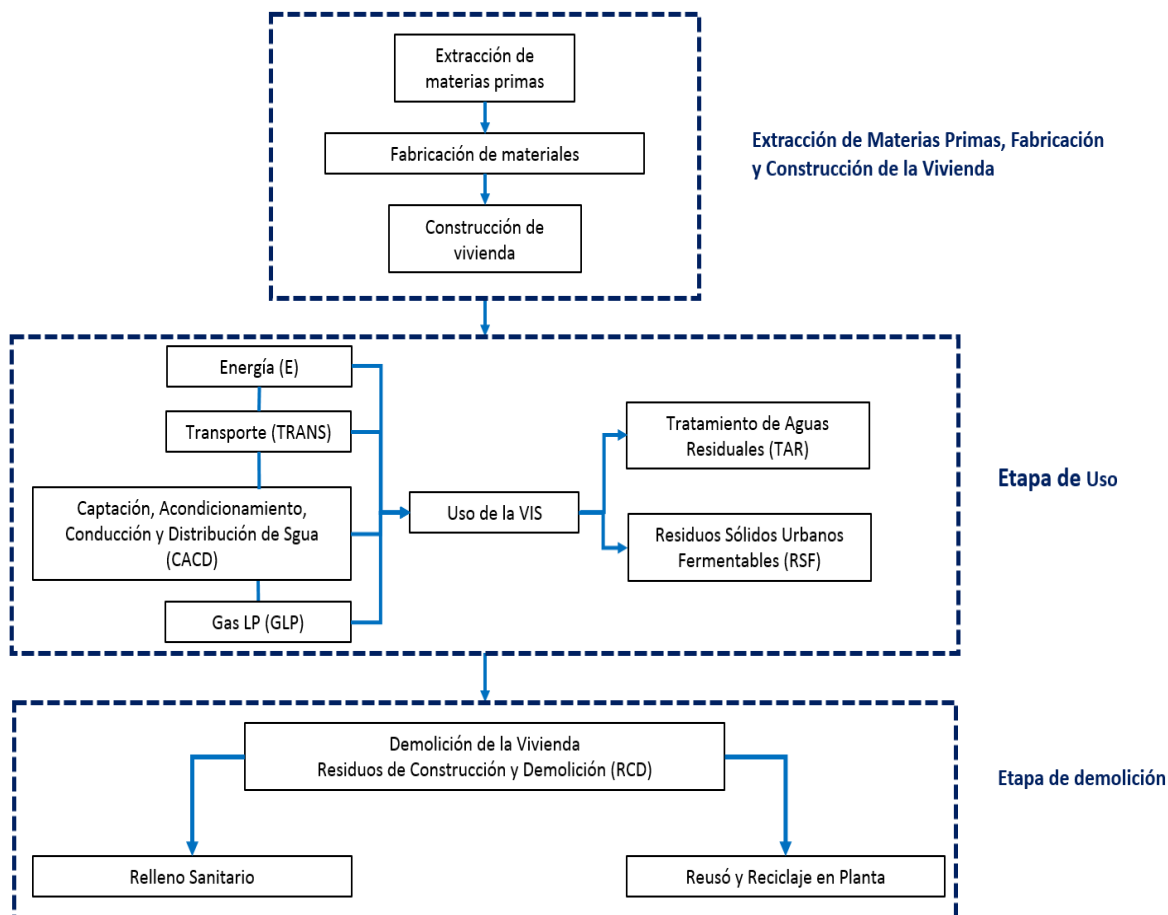 Extracción de
materias primas
Fabricación de materiales
Construcción de
vivienda
Extracción de Materias Primas, Fabricación
y Construcción de la Vivienda
Energía (E)
Transporte (TRANS)
Captación, Acondicionamiento,
Conducción y Distribución de Sgua
(CACD)
Gas LP (GLP)
Uso de la VIS
Tratamiento de Aguas
Residuales (TAR)
Residuos Sólidos Urbanos
Fermentables (RSF)
Etapa de Uso
Demolición de la Vivienda
Residuos de Construcción y Demolición (RCD)
Relleno Sanitario
Reusó y Reciclaje en Planta
Etapa de demolición